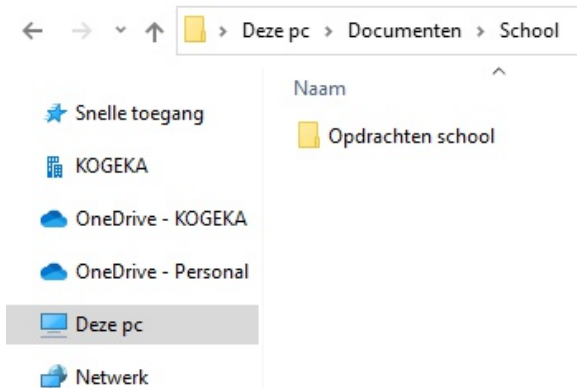 Deze pc > Documenten > School
Naam
Snelle toegang
Opdrachten school
KOGEKA
OneDrive - KOGEKA
OneDrive - Personal
Deze pc
Netwerk